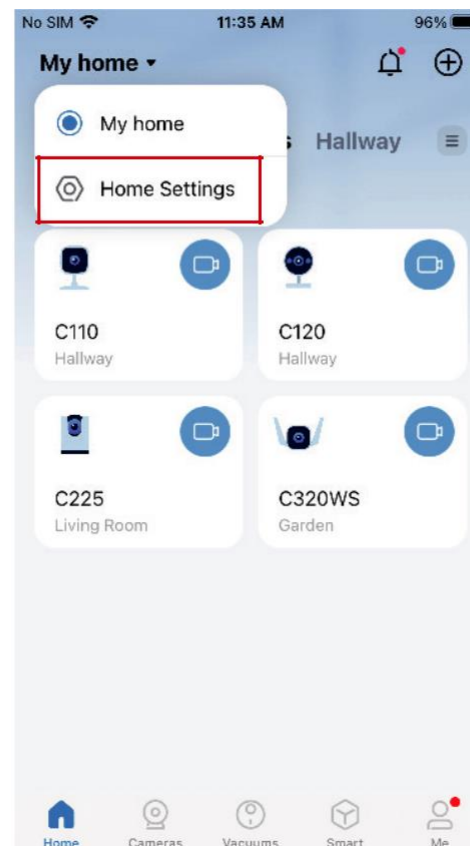 No SIM 11:35 AM 96%
My home
My home
s Hallway
Home Settings
C110 C120
Hallway Hallway
C225 C320WS
Living Room Garden
Home Cameras Vacuums Smart Me